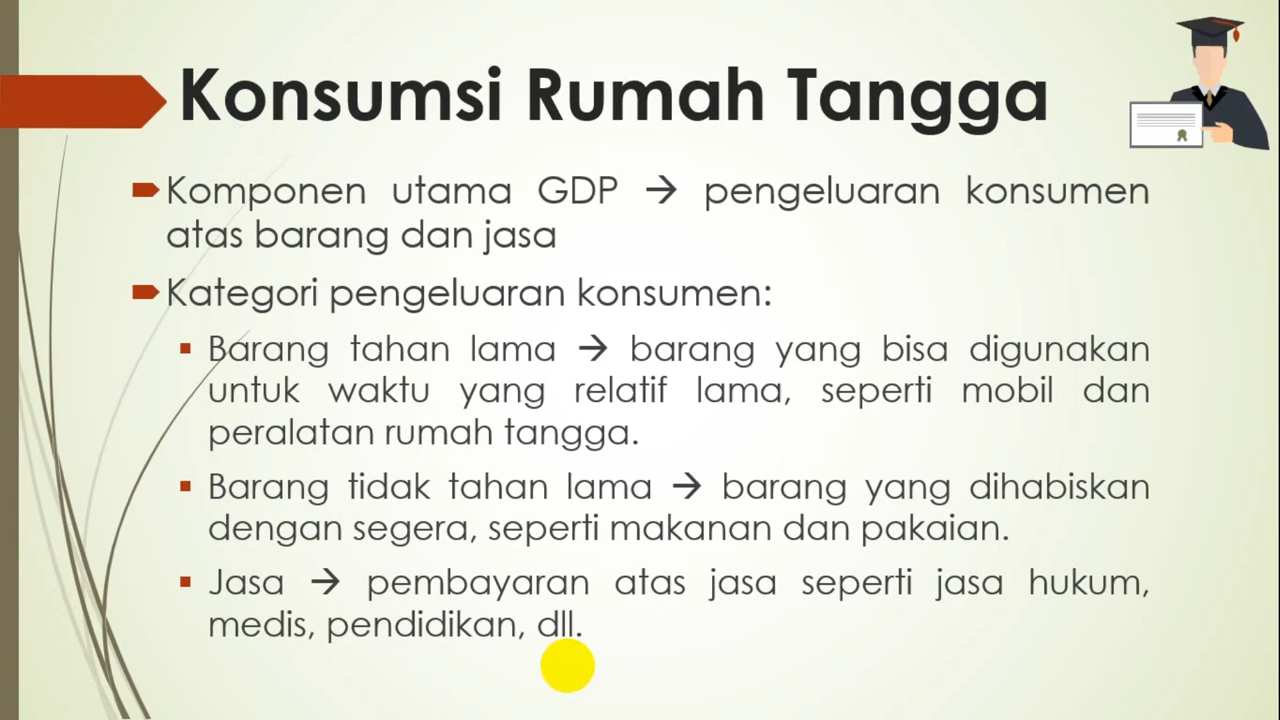 Konsumsi Rumah Tangga
Komponen utama GDP → pengeluaran konsumen
atas barang dan jasa
Kategori pengeluaran konsumen:
Barang tahan lama → barang yang bisa digunakan
untuk waktu yang relatif lama, seperti mobil dan
peralatan rumah tangga.
Barang tidak tahan lama → barang yang dihabiskan
dengan segera, seperti makanan dan pakaian.
Jasa → pembayaran atas jasa seperti jasa hukum,
medis, pendidikan, dll.